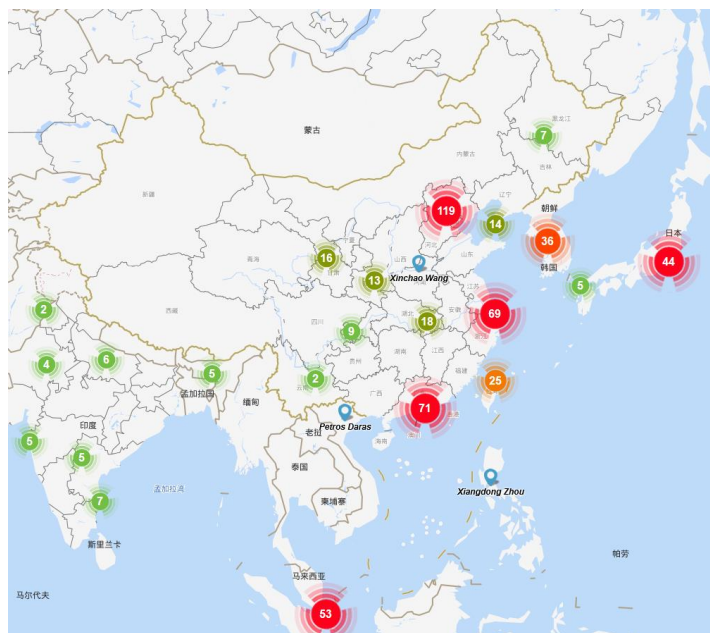 黑龙江
7
蒙古
内蒙古
吉林
新疆
辽宁
朝鲜
119
14
36
日本
宁夏
河北
16
山西
山东
44
青海
甘肃
韩国
Xinchao Wang
13
5
江苏
2
西藏
四川
湖北
安徽
69
18
9
6
4
贵州
湖南
江西
5
2
云南
福建
25
孟加拉国
缅甸
广西
71
印度
老挝
Petros Daras
海南
5
5
泰国
孟加拉湾
Xiangdong Zhou
7
柬埔寨
斯里兰卡
帕劳
马来西亚
马尔代夫
53